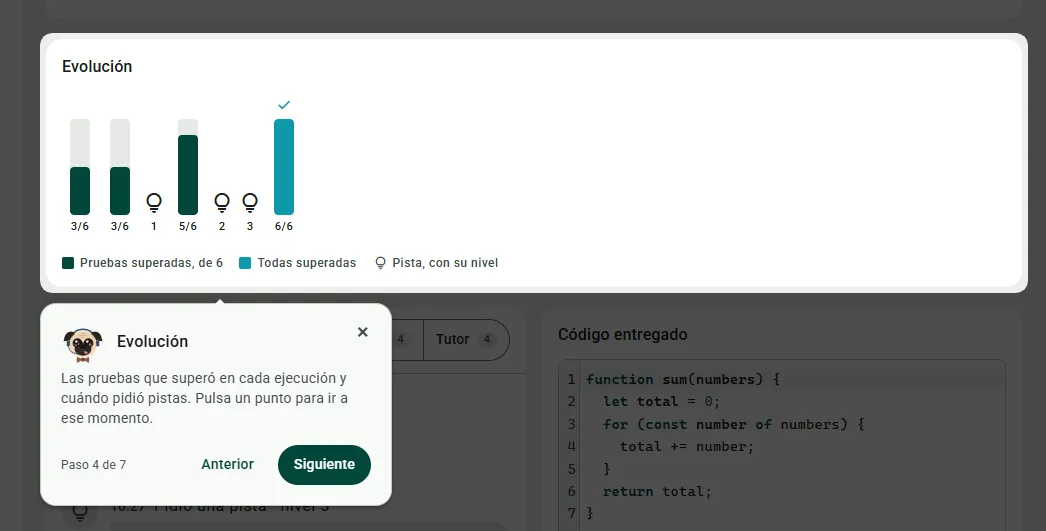 Evolución
3/6 3/6 1 5/6 2 3 6/6
Pruebas superadas, de 6 Todas superadas Pista, con su nivel
Evolución
Las pruebas que superó en cada ejecución y
cuándo pidió pistas. Pulsa un punto para ir a
ese momento.
Paso 4 de 7 Anterior Siguiente
4 Tutor 4
Código entregado
1 function sum(numbers) {
2 let total = 0;
3 for (const number of numbers) {
4 total += number;
5 }
6 return total;
7 }